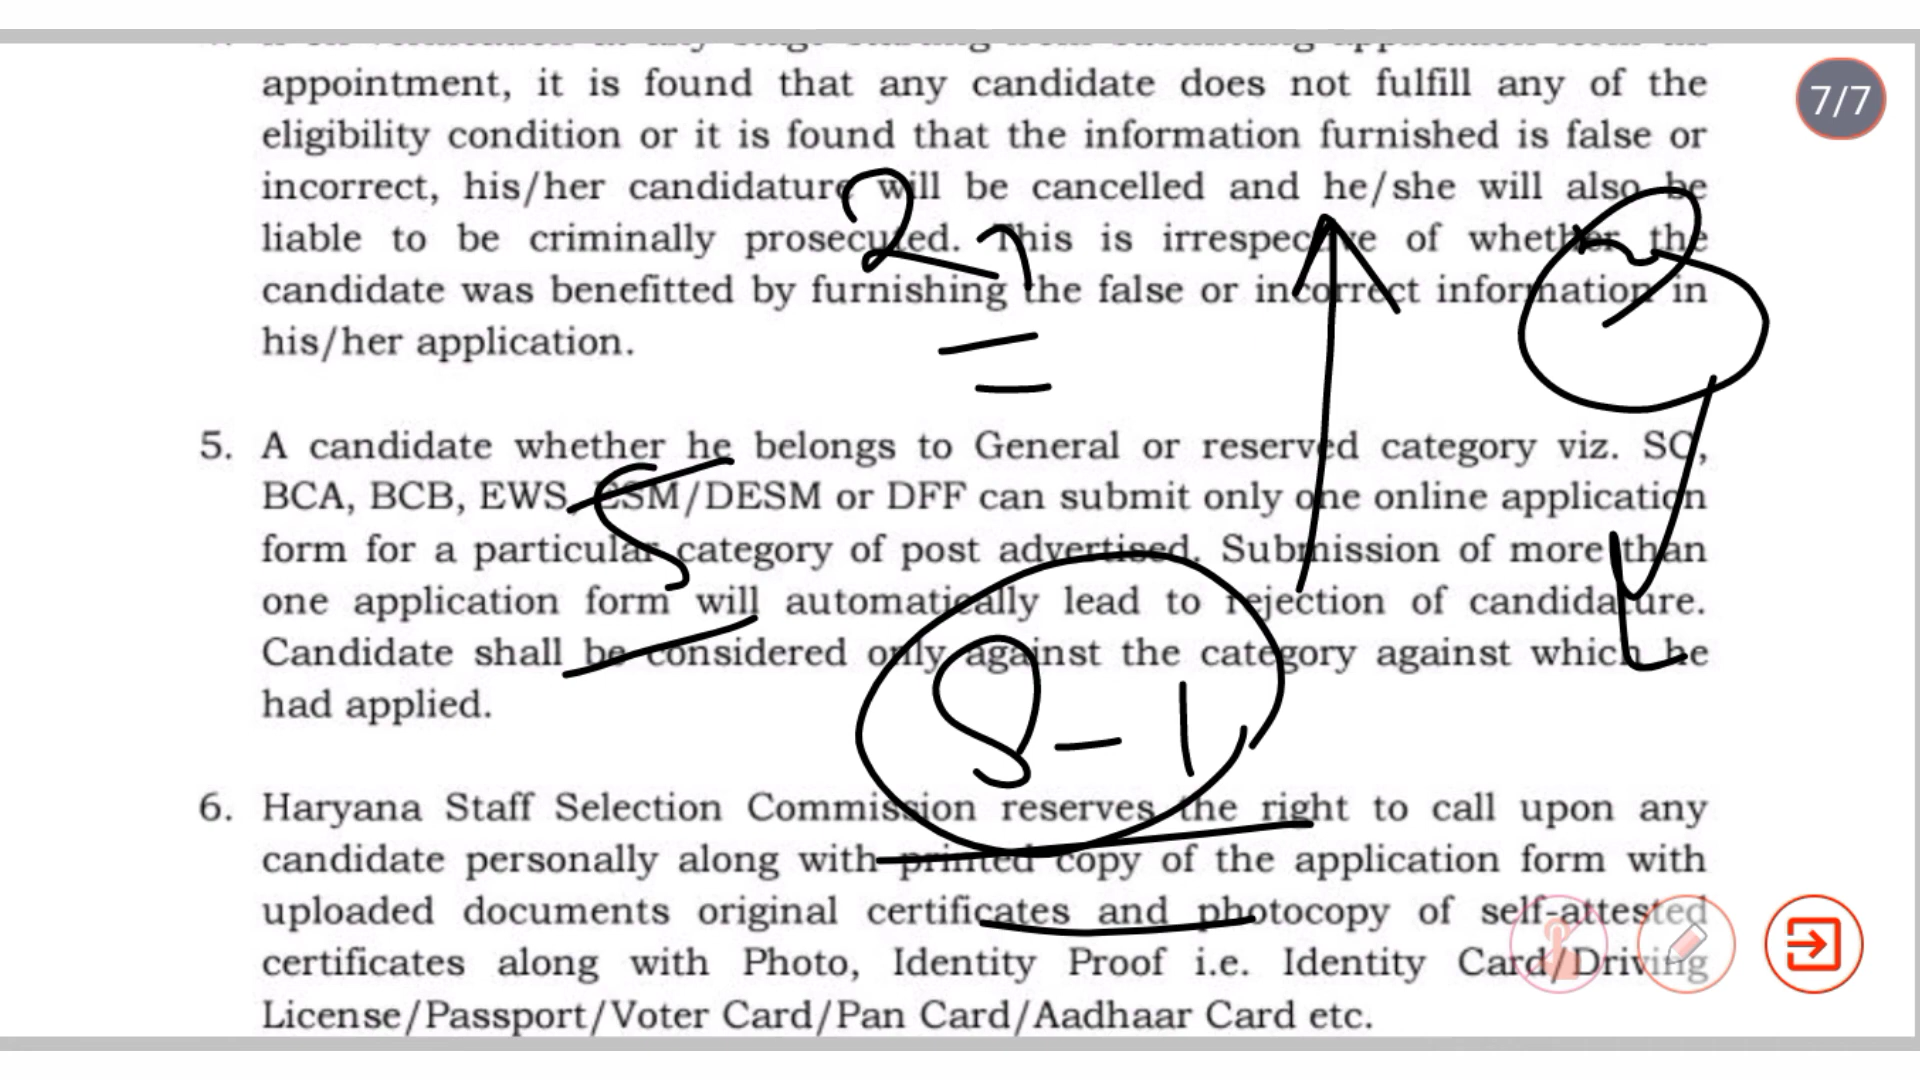 appointment, it is found that any candidate does not fulfill any of the
eligibility condition or it is found that the information furnished is false or
incorrect, his/her candidature will be cancelled and he/she will also be
liable to be criminally prosecuted. This is irrespective of whether the
candidate was benefitted by furnishing the false or incorrect information in
his/her application.
5. A candidate whether he belongs to General or reserved category viz. SC,
BCA, BCB, EWS, ESM/DESM or DFF can submit only one online application
form for a particular category of post advertised. Submission of more than
one application form will automatically lead to rejection of candidature.
Candidate shall be considered only against the category against which he
had applied.
6. Haryana Staff Selection Commission reserves the right to call upon any
candidate personally along with printed copy of the application form with
uploaded documents original certificates and photocopy of self-attested
certificates along with Photo, Identity Proof i.e. Identity Card/Driving
License/Passport/Voter Card/Pan Card/Aadhaar Card etc.
7/7